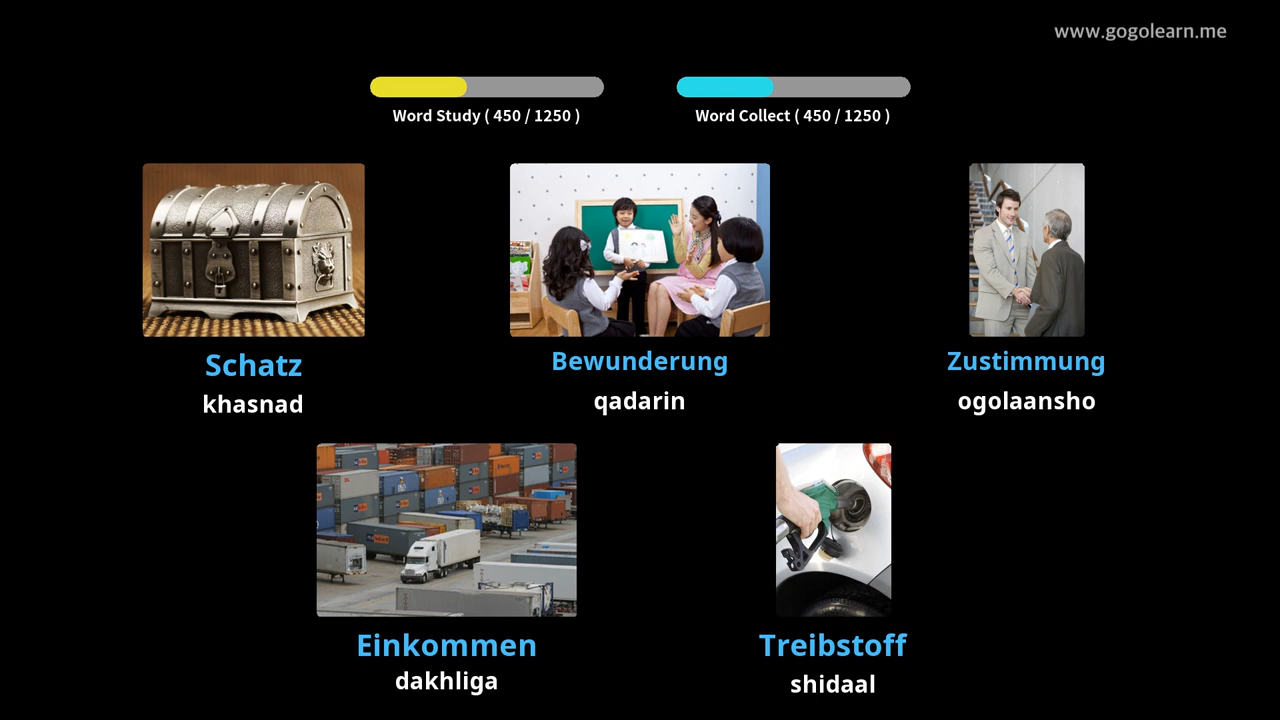 www.gogolearn.me
Word Study ( 450 / 1250 )
Word Collect ( 450 / 1250 )
Schatz
khasnad
Bewunderung
qadarin
Zustimmung
ogolaansho
Einkommen
dakhliga
Treibstoff
shidaal